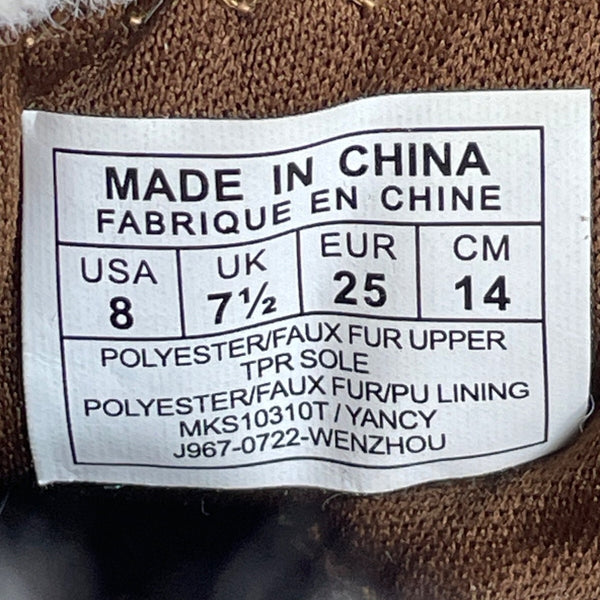 MADE IN CHINA
FABRIQUE EN CHINE
USA UK EUR CM
8 7½ 25 14
POLYESTER/FAUX FUR UPPER
TPR SOLE
POLYESTER/FAUX FUR/PU LINING
MKS10310T/YANCY
J967-0722-WENZHOU